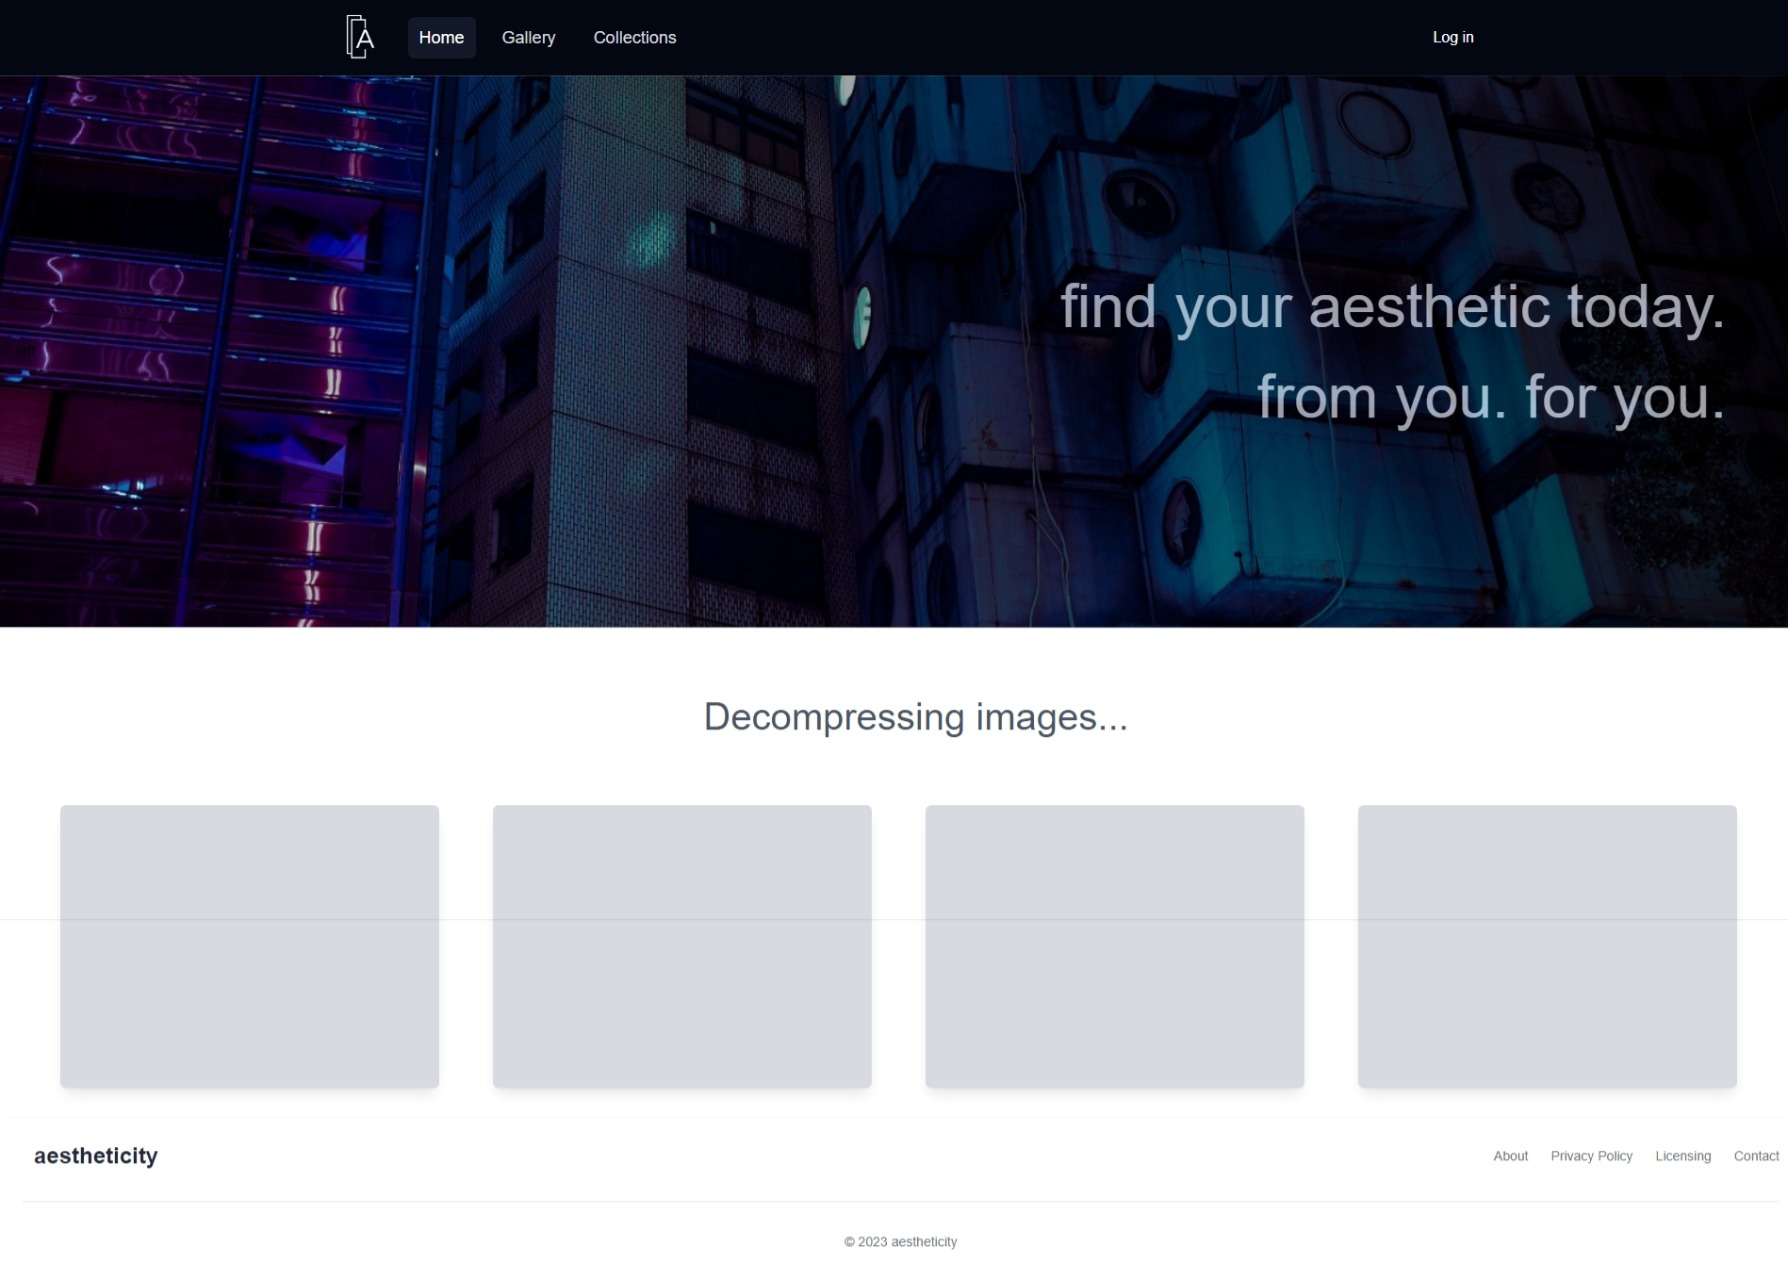 A
Home
Gallery
Collections
Log in
find your aesthetic today.
from you. for you.
Decompressing images...
aestheticity
About
Privacy Policy
Licensing
Contact
© 2023 aestheticity